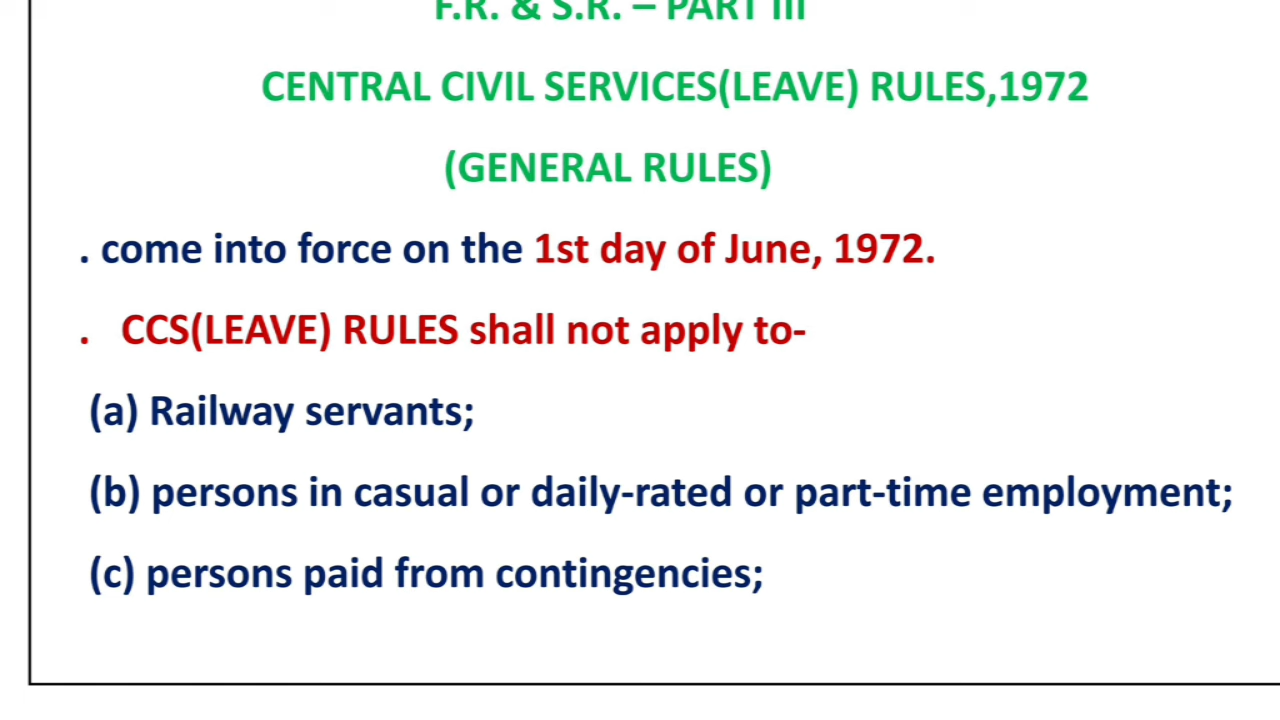 F.R. & S.R. – PART III
CENTRAL CIVIL SERVICES(LEAVE) RULES,1972
(GENERAL RULES)
. come into force on the 1st day of June, 1972.
. CCS(LEAVE) RULES shall not apply to-
(a) Railway servants;
(b) persons in casual or daily-rated or part-time employment;
(c) persons paid from contingencies;